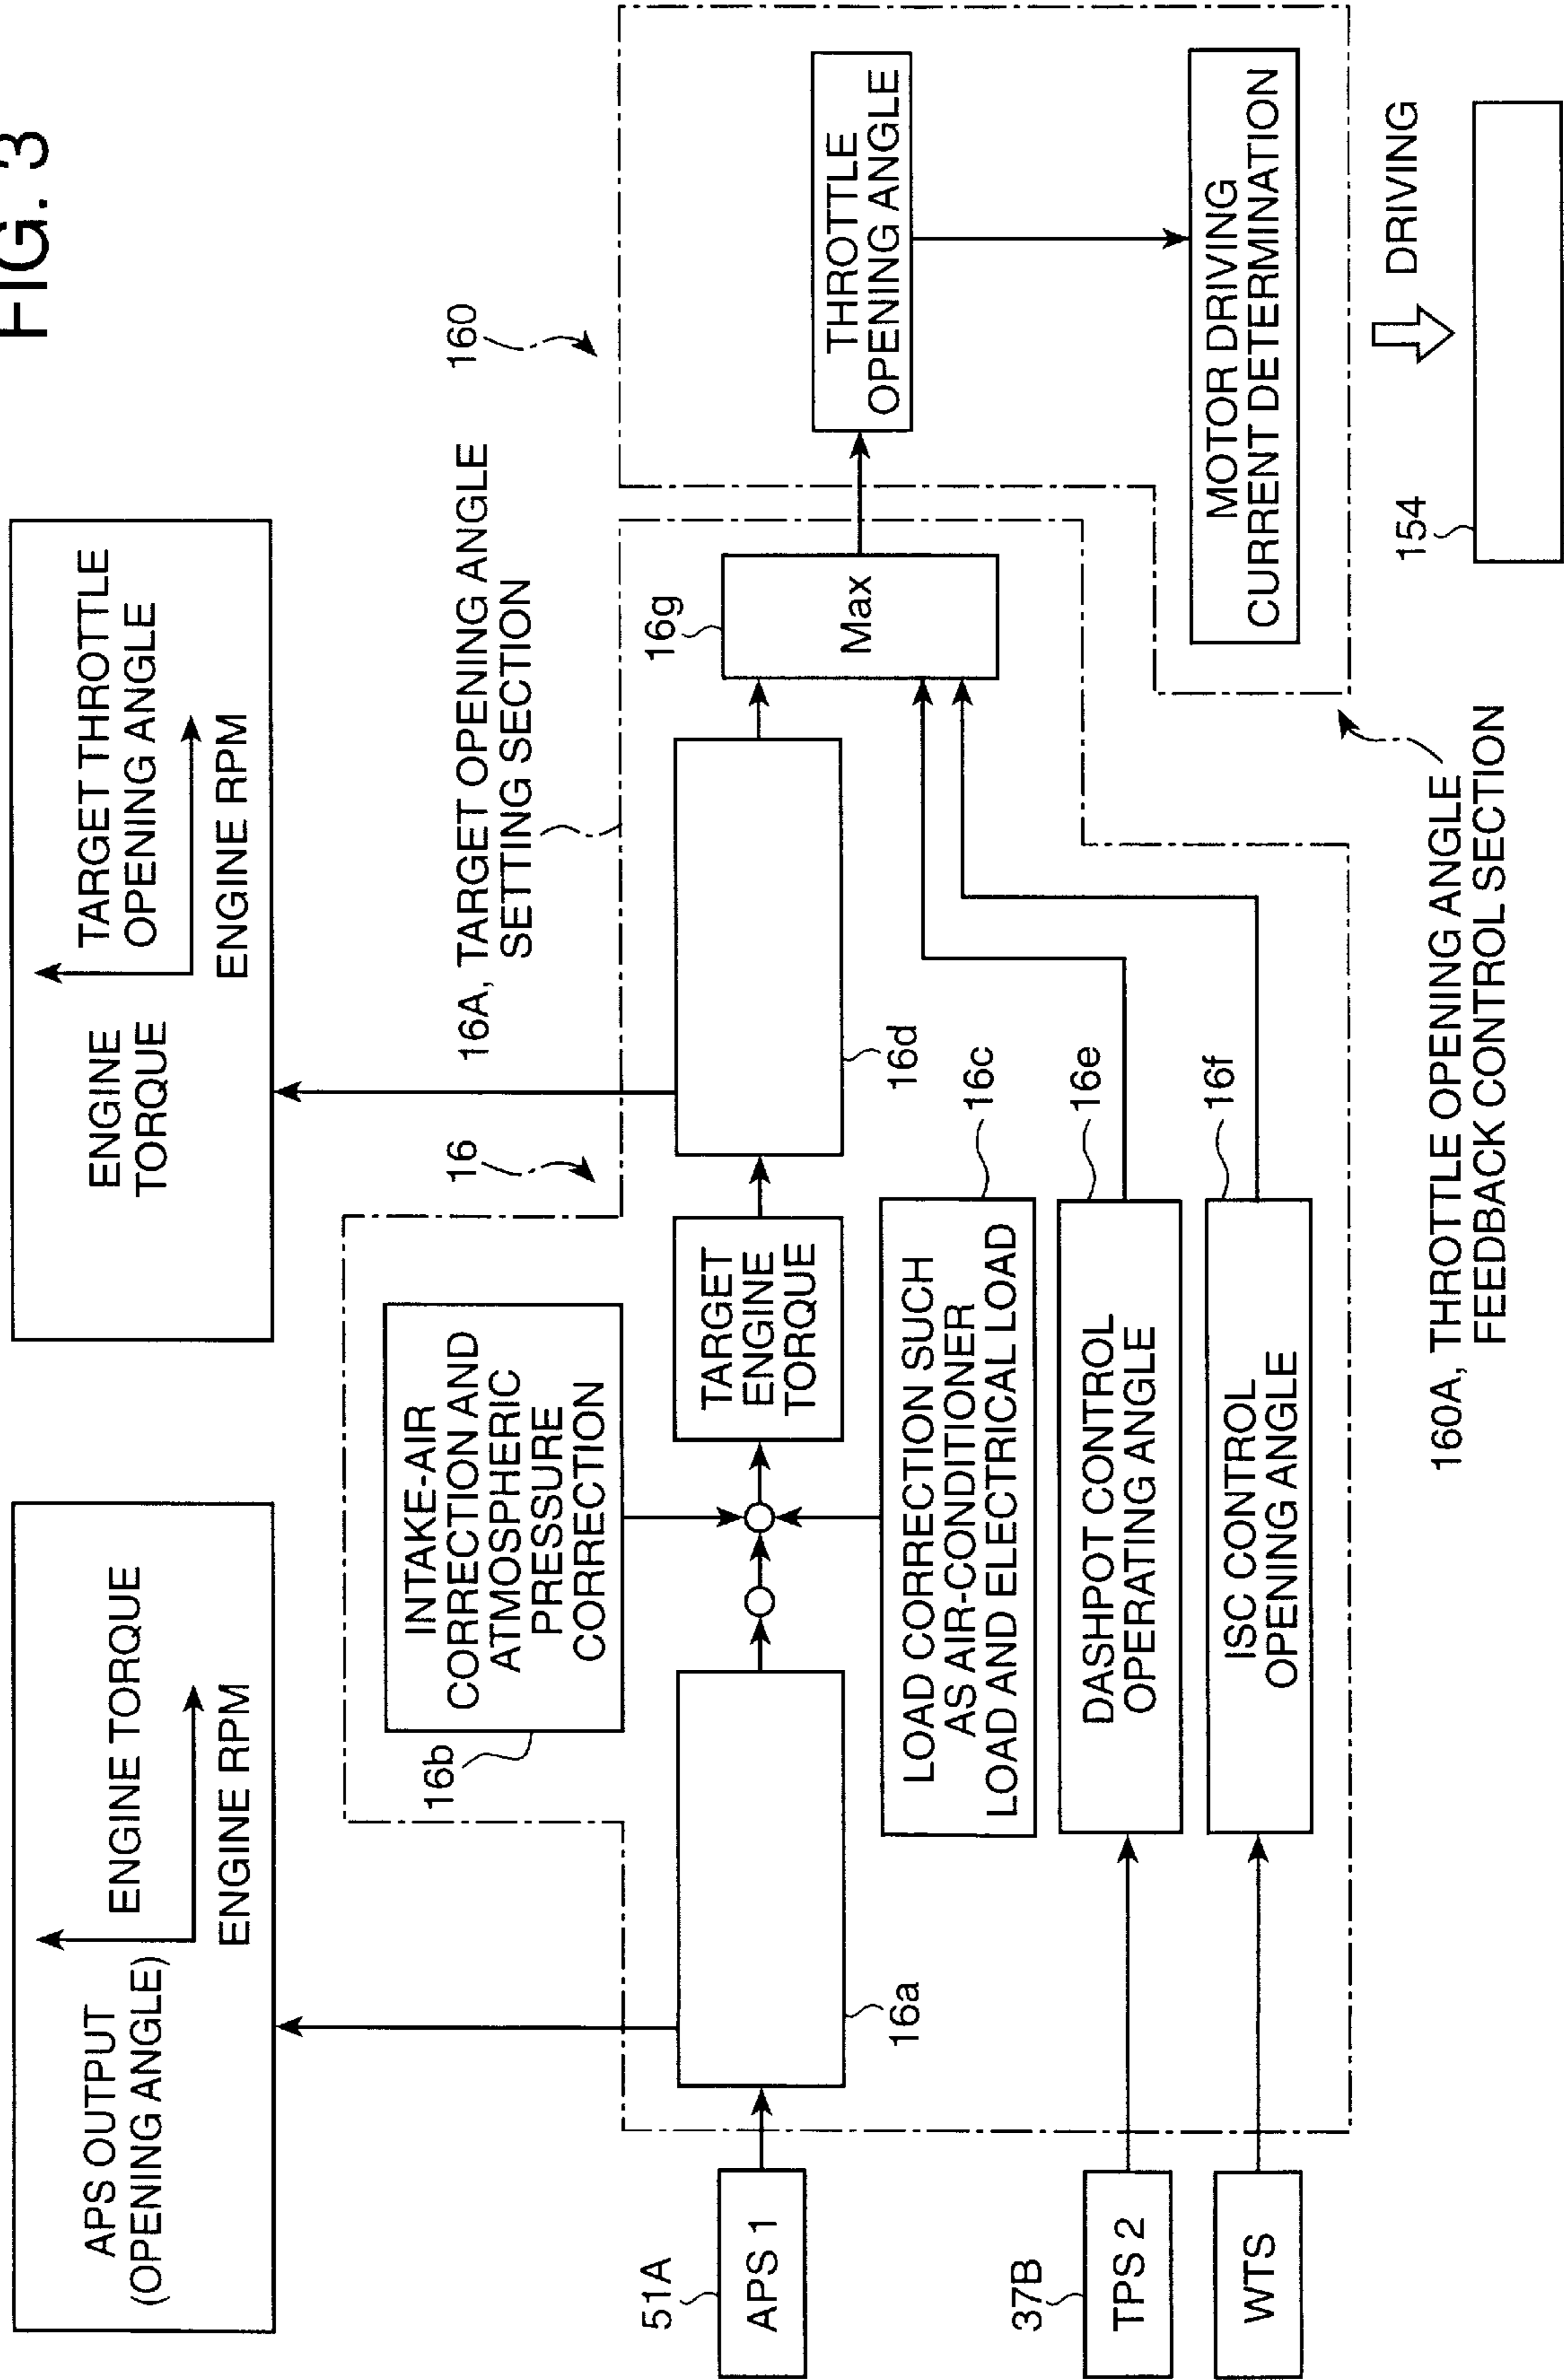 FIG. 3
APS OUTPUT
(OPENING ANGLE)
ENGINE TORQUE
ENGINE RPM
ENGINE
TORQUE
TARGET THROTTLE
OPENING ANGLE
ENGINE RPM
16b
INTAKE-AIR
CORRECTION AND
ATMOSPHERIC
PRESSURE
CORRECTION
16
16A, TARGET OPENING ANGLE
SETTING SECTION
160
51A
APS 1
16a
TARGET
ENGINE
TORQUE
16d
16g
Max
THROTTLE
OPENING ANGLE
LOAD CORRECTION SUCH
AS AIR-CONDITIONER
LOAD AND ELECTRICAL LOAD
16c
37B
TPS 2
DASHPOT CONTROL
OPERATING ANGLE
16e
WTS
ISC CONTROL
OPENING ANGLE
16f
MOTOR DRIVING
CURRENT DETERMINATION
160A, THROTTLE OPENING ANGLE
FEEDBACK CONTROL SECTION
DRIVING
154